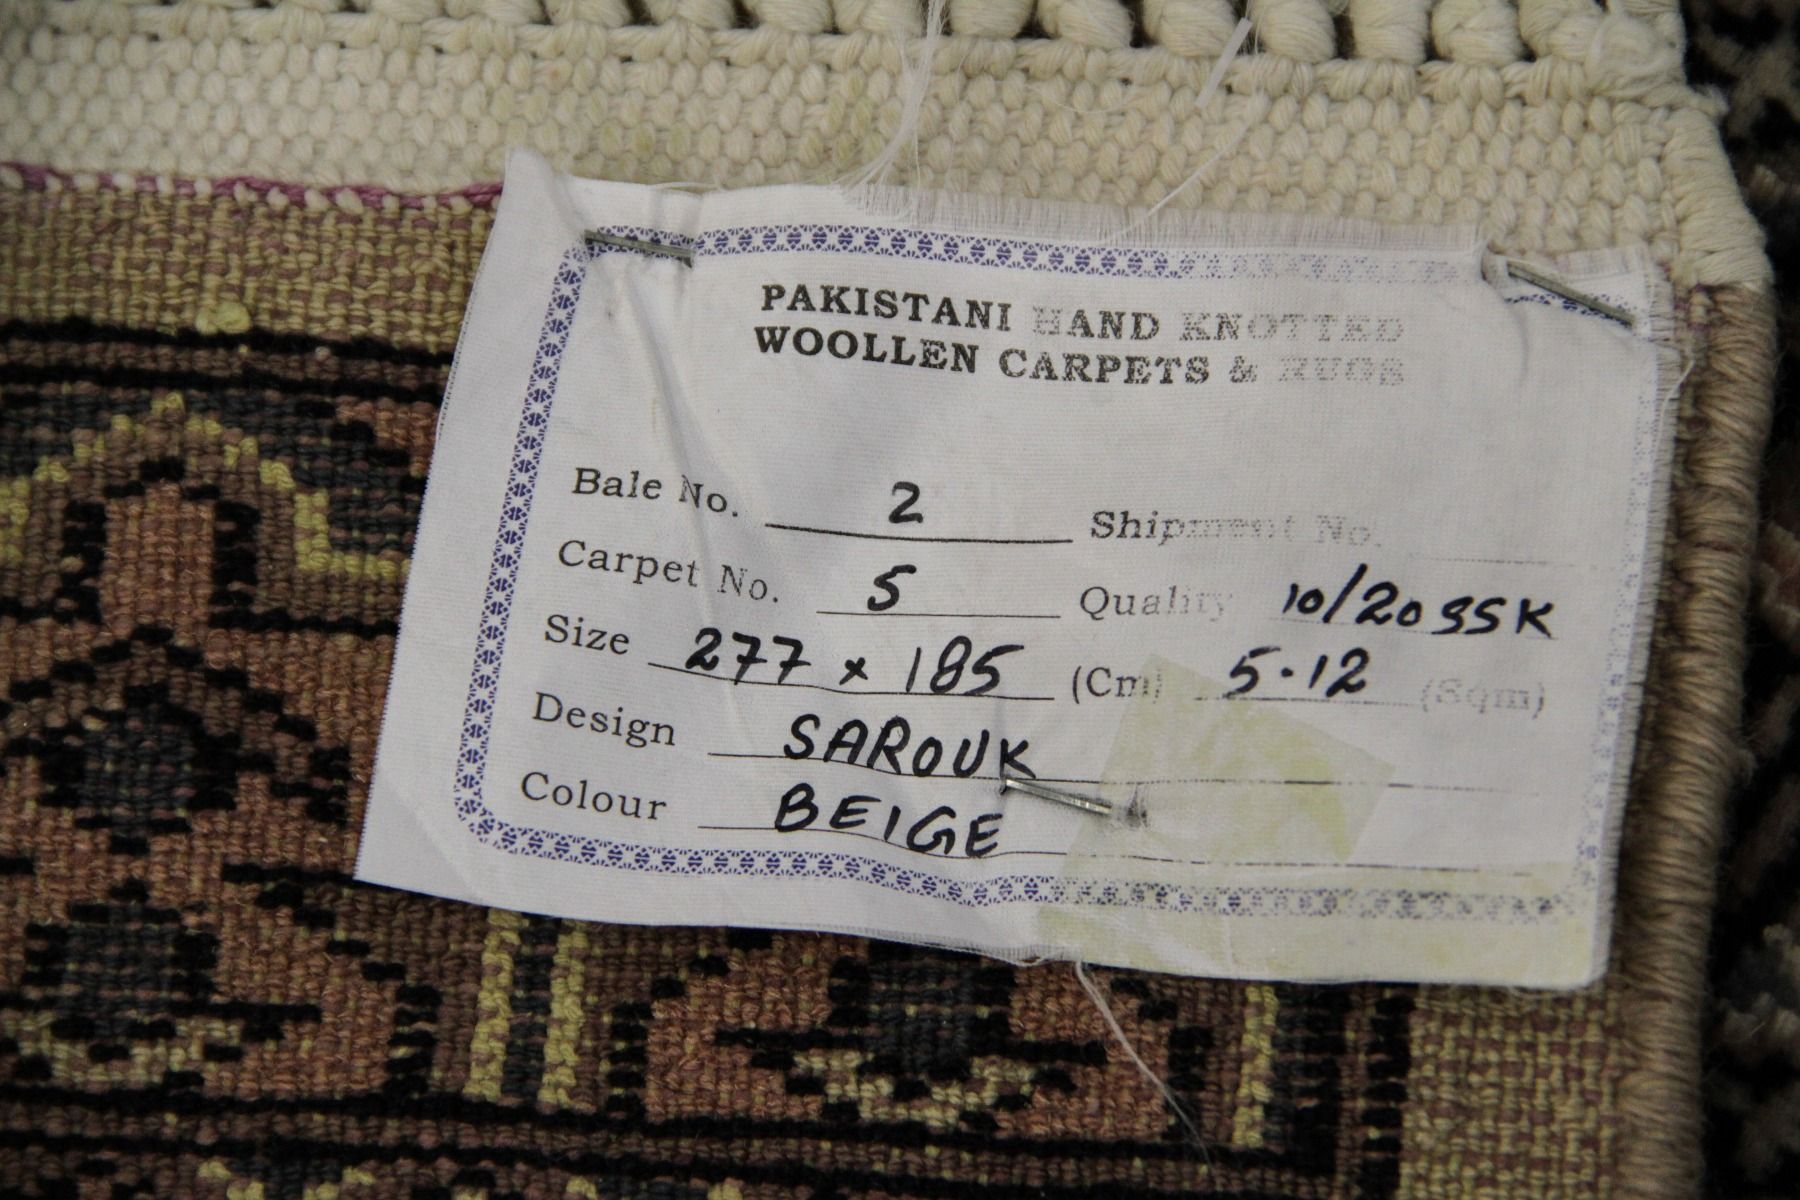 PAKISTANI HAND KNOTTED
WOOLLEN CARPETS & RUGS
Bale No. 2 Shipment No.
Carpet No. 5 Quality 10/20 SSK
Size 277 x 185 (Cm) 5.12 (Sqm)
Design SAROUK
Colour BEIGE